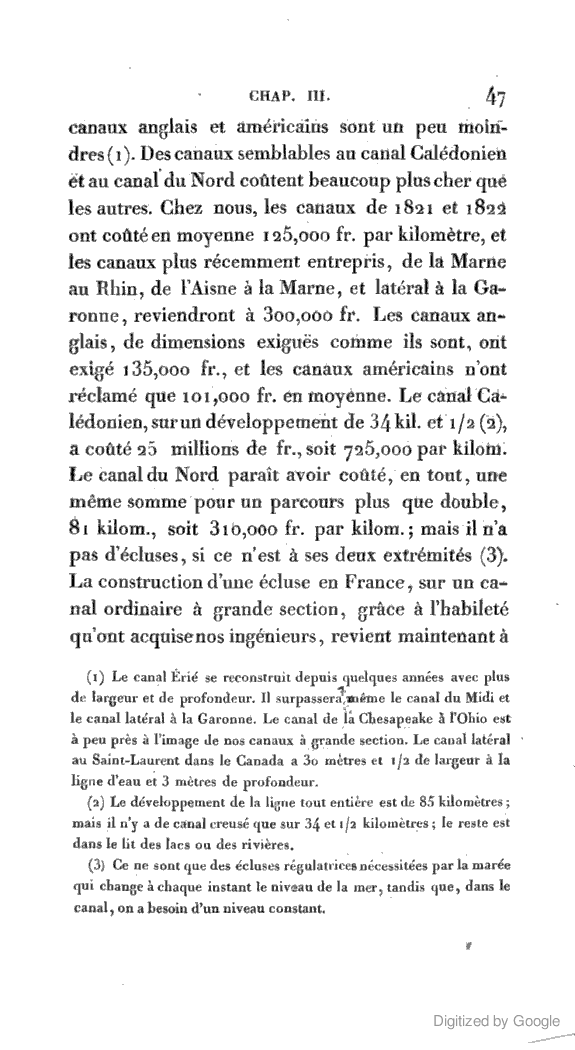 CHAP. III. 47
canaux anglais et américains sont un peu moin-
dres (1). Des canaux semblables au canal Calédonien
et au canal du Nord coûtent beaucoup plus cher que
les autres. Chez nous, les canaux de 1821 et 1822
ont coûté en moyenne 125,000 fr. par kilomètre, et
les canaux plus récemment entrepris, de la Marne
au Rhin, de l'Aisne à la Marne, et latéral à la Ga-
ronne, reviendront à 300,000 fr. Les canaux an-
glais, de dimensions exiguës comme ils sont, ont
exigé 135,000 fr., et les canaux américains n'ont
réclamé que 101,000 fr. en moyenne. Le canal Ca-
lédonien, sur un développement de 34 kil. et 1/2 (2),
a coûté 25 millions de fr., soit 725,000 par kilom.
Le canal du Nord paraît avoir coûté, en tout, une
même somme pour un parcours plus que double,
81 kilom., soit 310,000 fr. par kilom.; mais il n'a
pas d'écluses, si ce n'est à ses deux extrémités (3).
La construction d'une écluse en France, sur un ca-
nal ordinaire à grande section, grâce à l'habileté
qu'ont acquise nos ingénieurs, revient maintenant à
(1) Le canal Érié se reconstruit depuis quelques années avec plus
de largeur et de profondeur. Il surpassera même le canal du Midi et
le canal latéral à la Garonne. Le canal de la Chesapeake à l'Ohio est
à peu près à l'image de nos canaux à grande section. Le canal latéral
au Saint-Laurent dans le Canada a 30 mètres et 1/2 de largeur à la
ligne d'eau et 3 mètres de profondeur.
(2) Le développement de la ligne tout entière est de 85 kilomètres;
mais il n'y a de canal creusé que sur 34 et 1/2 kilomètres; le reste est
dans le lit des lacs ou des rivières.
(3) Ce ne sont que des écluses régulatrices nécessitées par la marée
qui change à chaque instant le niveau de la mer, tandis que, dans le
canal, on a besoin d'un niveau constant.
Digitized by Google